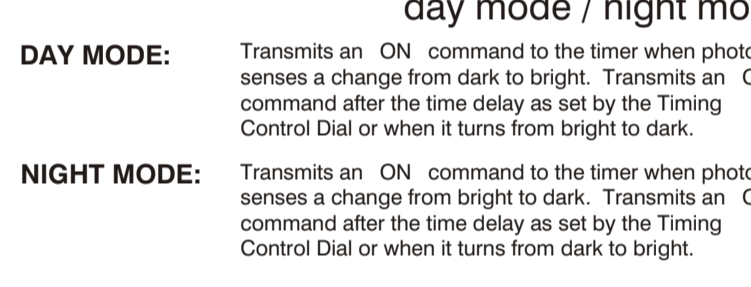 day mode / night mo
DAY MODE:
Transmits an ON command to the timer when photo
senses a change from dark to bright. Transmits an
command after the time delay as set by the Timing
Control Dial or when it turns from bright to dark.
NIGHT MODE:
Transmits an ON command to the timer when photo
senses a change from bright to dark. Transmits an
command after the time delay as set by the Timing
Control Dial or when it turns from dark to bright.